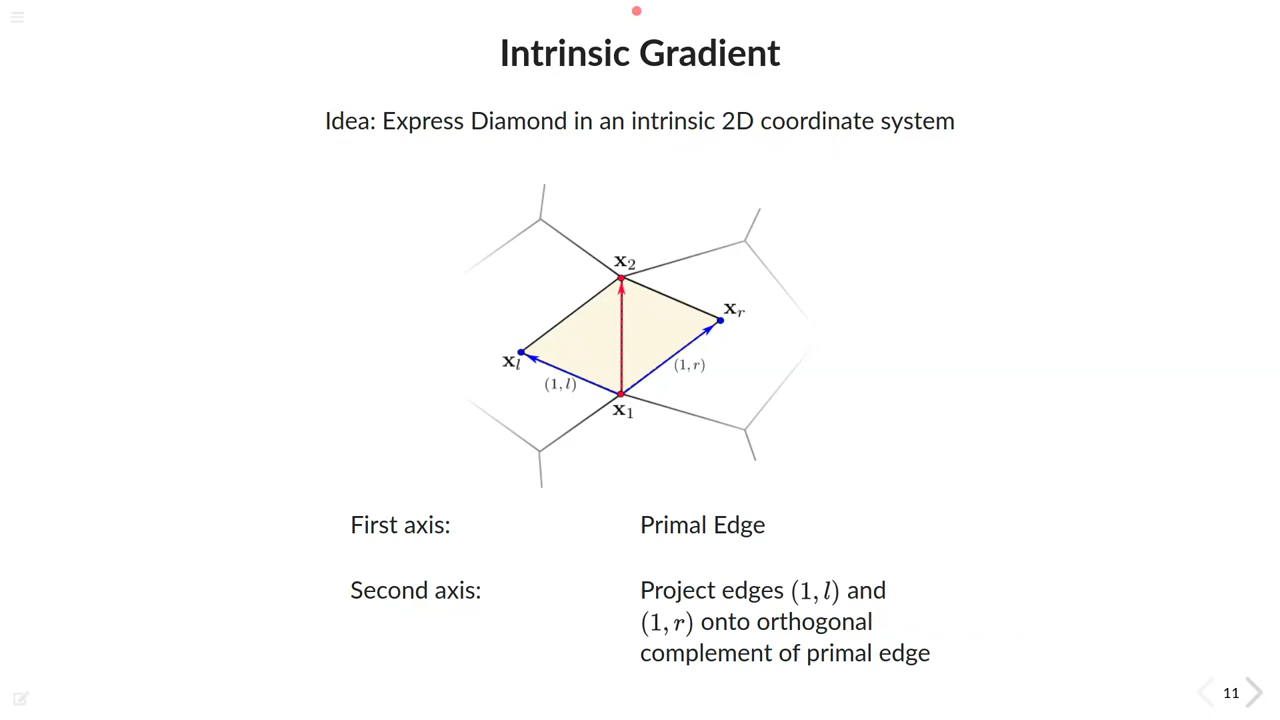 Intrinsic Gradient
Idea: Express Diamond in an intrinsic 2D coordinate system
x₂
xᵣ
xₗ
(1, r)
(1, l)
x₁
First axis:
Primal Edge
Second axis:
Project edges (1, l) and
(1, r) onto orthogonal
complement of primal edge
11